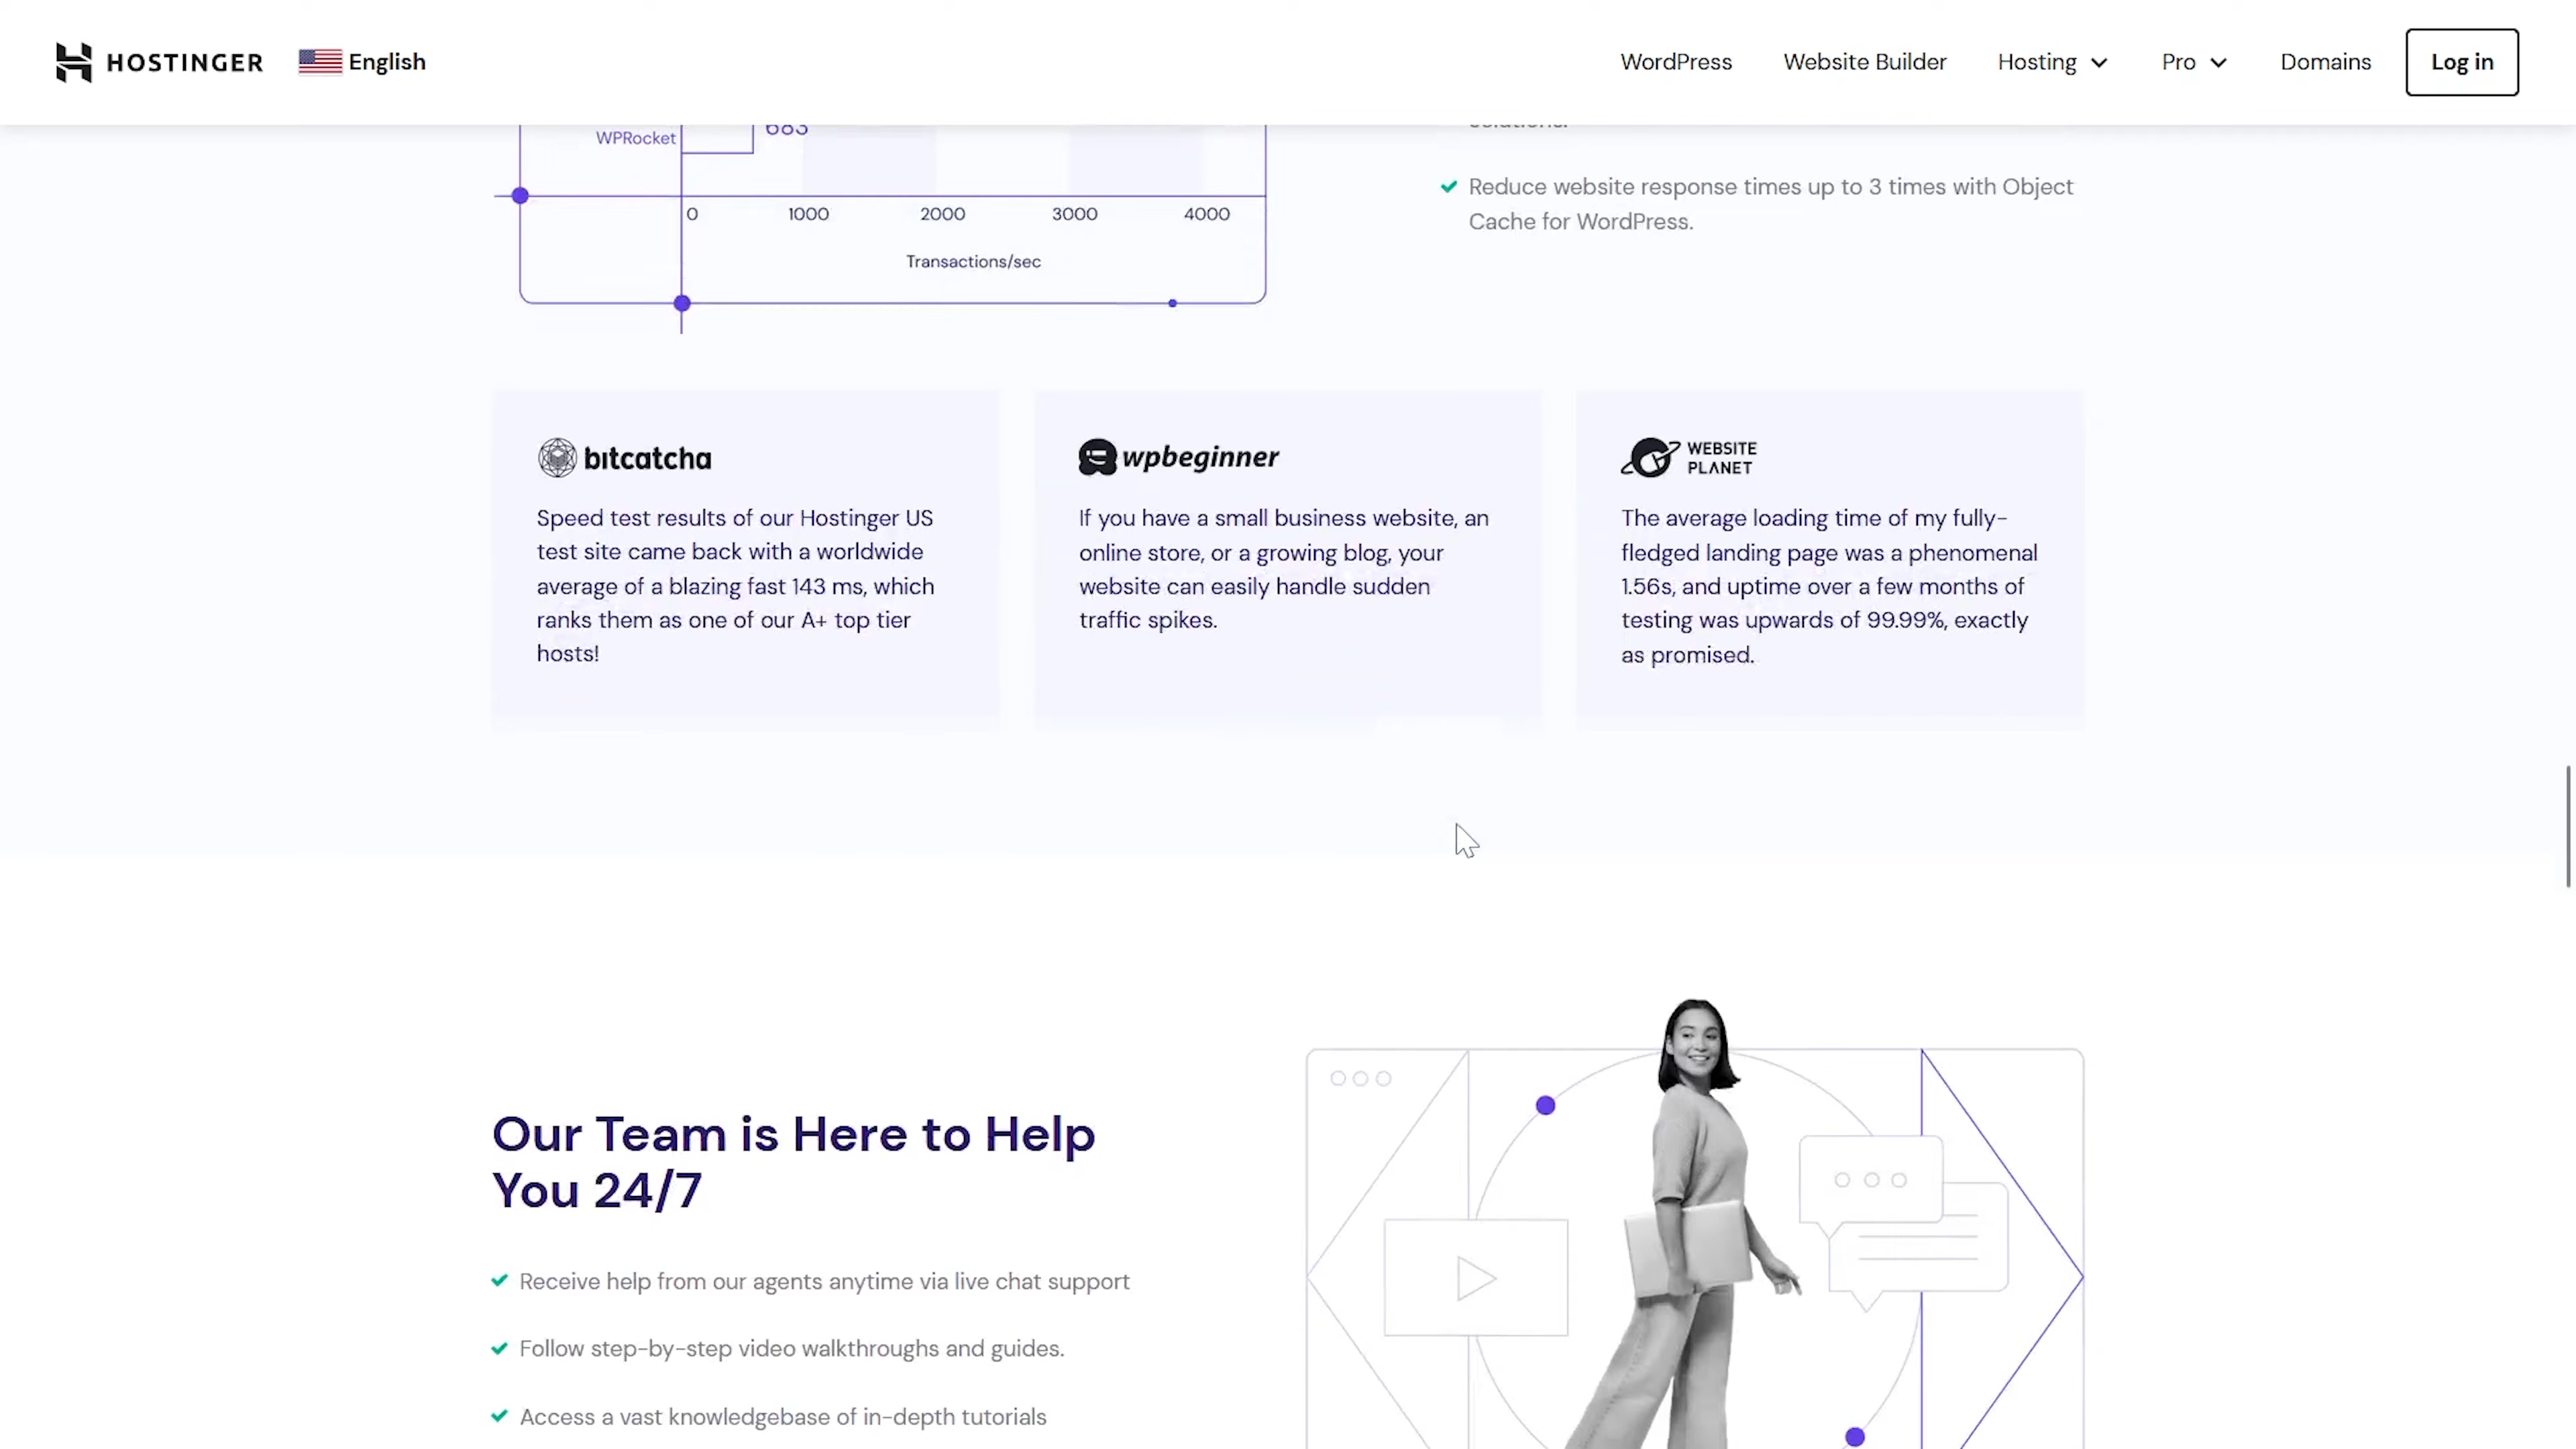 HOSTINGER English WordPress Website Builder Hosting Pro Domains Log in
WPRocket 683
0 1000 2000 3000 4000
Transactions/sec
Reduce website response times up to 3 times with Object
Cache for WordPress.
bitcatcha
Speed test results of our Hostinger US
test site came back with a worldwide
average of a blazing fast 143 ms, which
ranks them as one of our A+ top tier
hosts!
wpbeginner
If you have a small business website, an
online store, or a growing blog, your
website can easily handle sudden
traffic spikes.
WEBSITE
PLANET
The average loading time of my fully-
fledged landing page was a phenomenal
1.56s, and uptime over a few months of
testing was upwards of 99.99%, exactly
as promised.
Our Team is Here to Help
You 24/7
Receive help from our agents anytime via live chat support
Follow step-by-step video walkthroughs and guides.
Access a vast knowledgebase of in-depth tutorials